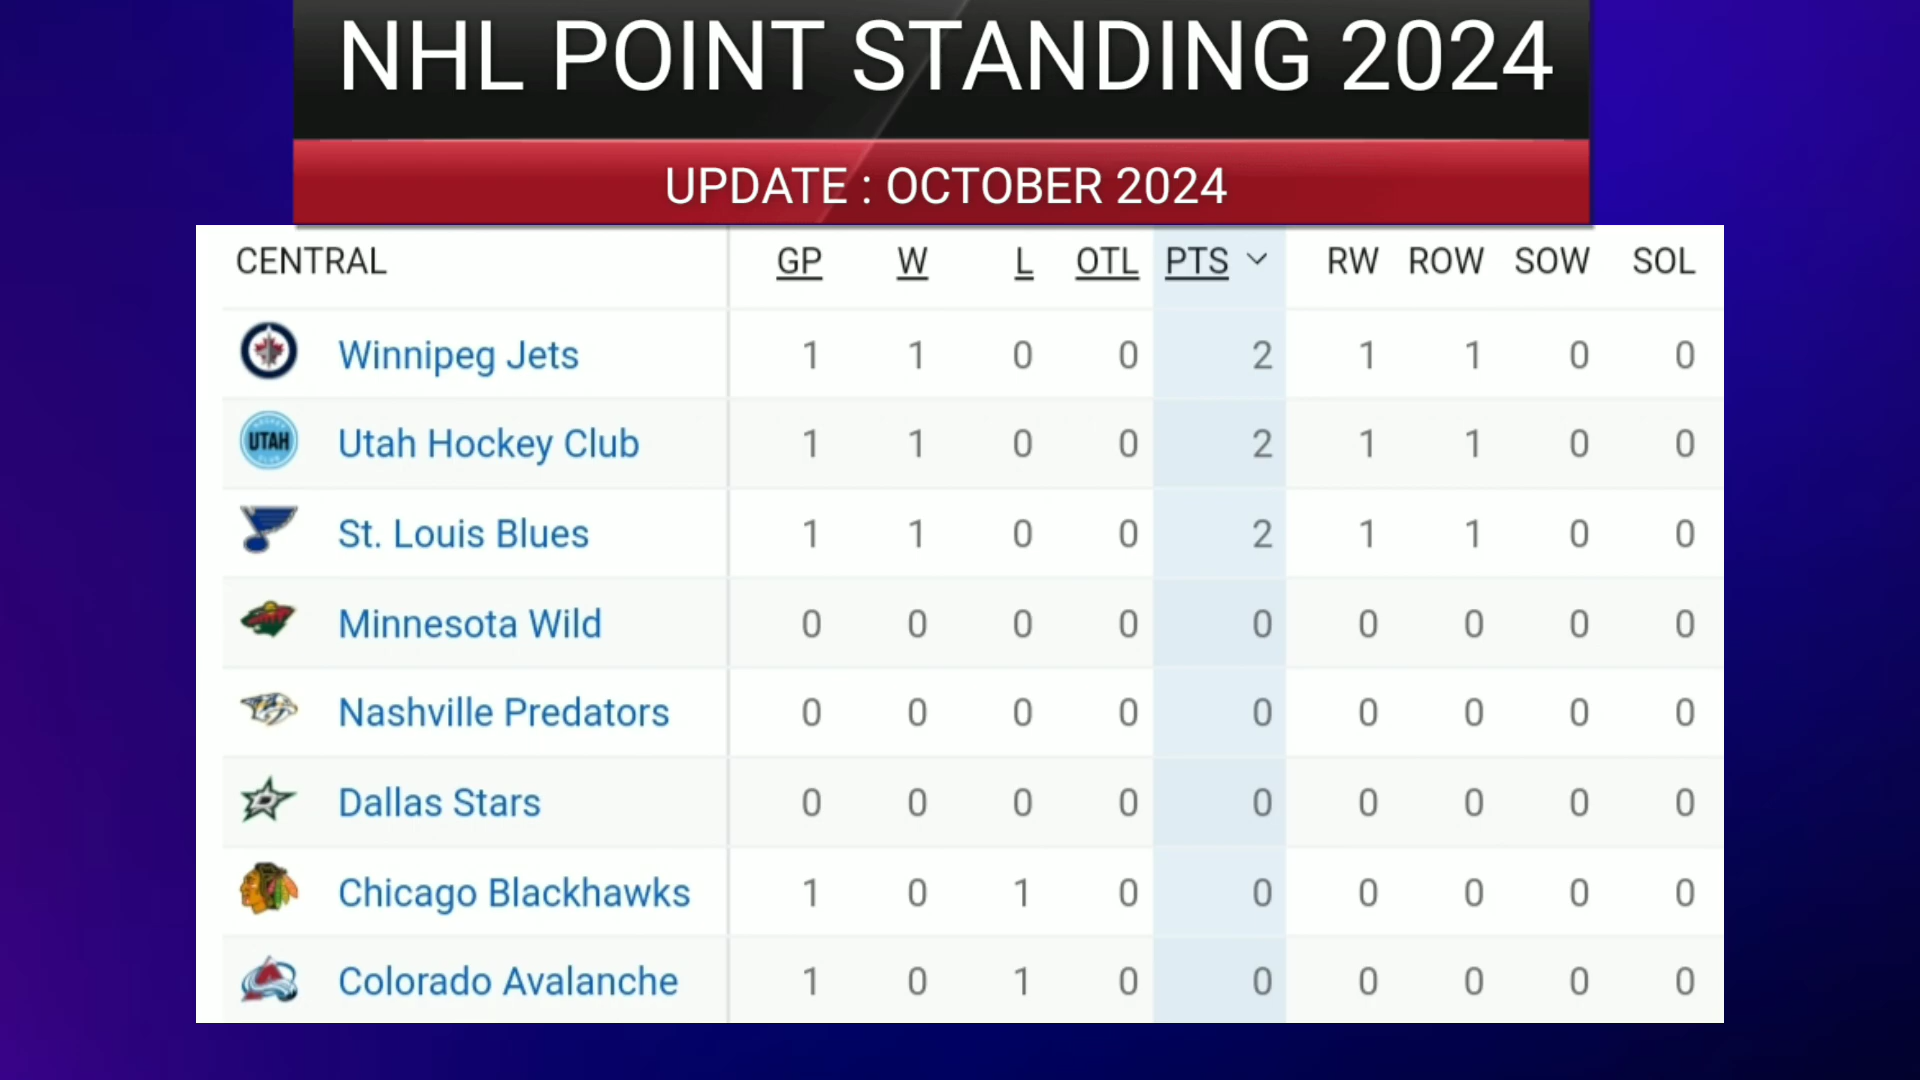 NHL POINT STANDING 2024
UPDATE : OCTOBER 2024
CENTRAL GP W L OTL PTS RW ROW SOW SOL
Winnipeg Jets 1 1 0 0 2 1 1 0 0
UTAH Utah Hockey Club 1 1 0 0 2 1 1 0 0
St. Louis Blues 1 1 0 0 2 1 1 0 0
Minnesota Wild 0 0 0 0 0 0 0 0 0
Nashville Predators 0 0 0 0 0 0 0 0 0
Dallas Stars 0 0 0 0 0 0 0 0 0
Chicago Blackhawks 1 0 1 0 0 0 0 0 0
Colorado Avalanche 1 0 1 0 0 0 0 0 0